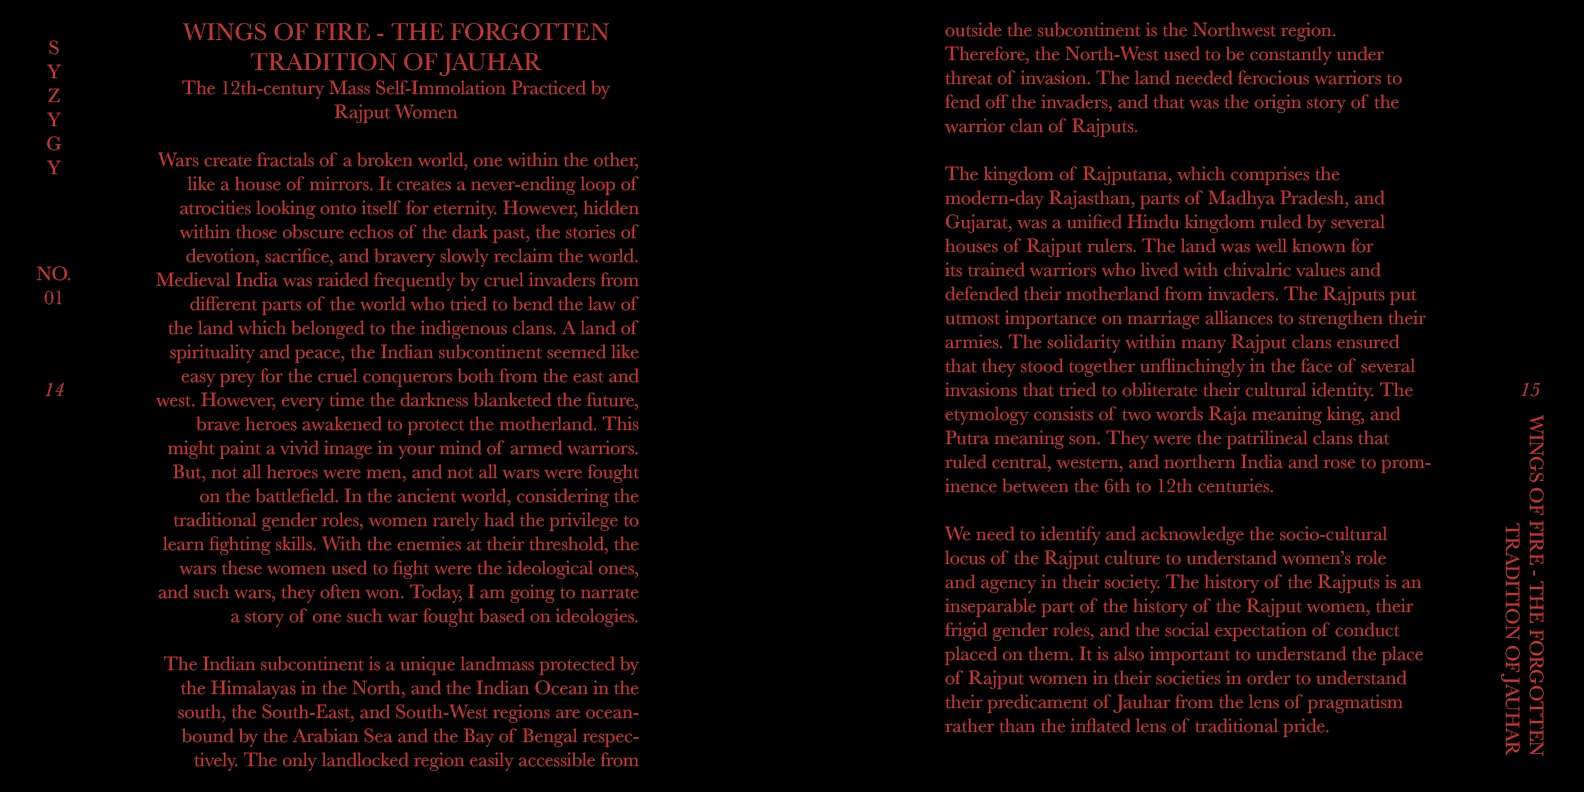 S
Y
Z
Y
G
Y
NO.
01
14
WINGS OF FIRE - THE FORGOTTEN
TRADITION OF JAUHAR
The 12th-century Mass Self-Immolation Practiced by
Rajput Women
Wars create fractals of a broken world, one within the other,
like a house of mirrors. It creates a never-ending loop of
atrocities looking onto itself for eternity. However, hidden
within those obscure echos of the dark past, the stories of
devotion, sacrifice, and bravery slowly reclaim the world.
Medieval India was raided frequently by cruel invaders from
different parts of the world who tried to bend the law of
the land which belonged to the indigenous clans. A land of
spirituality and peace, the Indian subcontinent seemed like
easy prey for the cruel conquerors both from the east and
west. However, every time the darkness blanketed the future,
brave heroes awakened to protect the motherland. This
might paint a vivid image in your mind of armed warriors.
But, not all heroes were men, and not all wars were fought
on the battlefield. In the ancient world, considering the
traditional gender roles, women rarely had the privilege to
learn fighting skills. With the enemies at their threshold, the
wars these women used to fight were the ideological ones,
and such wars, they often won. Today, I am going to narrate
a story of one such war fought based on ideologies.
The Indian subcontinent is a unique landmass protected by
the Himalayas in the North, and the Indian Ocean in the
south, the South-East, and South-West regions are ocean-
bound by the Arabian Sea and the Bay of Bengal respec-
tively. The only landlocked region easily accessible from
outside the subcontinent is the Northwest region.
Therefore, the North-West used to be constantly under
threat of invasion. The land needed ferocious warriors to
fend off the invaders, and that was the origin story of the
warrior clan of Rajputs.
The kingdom of Rajputana, which comprises the
modern-day Rajasthan, parts of Madhya Pradesh, and
Gujarat, was a unified Hindu kingdom ruled by several
houses of Rajput rulers. The land was well known for
its trained warriors who lived with chivalric values and
defended their motherland from invaders. The Rajputs put
utmost importance on marriage alliances to strengthen their
armies. The solidarity within many Rajput clans ensured
that they stood together unflinchingly in the face of several
invasions that tried to obliterate their cultural identity. The
etymology consists of two words Raja meaning king, and
Putra meaning son. They were the patrilineal clans that
ruled central, western, and northern India and rose to prom-
inence between the 6th to 12th centuries.
We need to identify and acknowledge the socio-cultural
locus of the Rajput culture to understand women's role
and agency in their society. The history of the Rajputs is an
inseparable part of the history of the Rajput women, their
frigid gender roles, and the social expectation of conduct
placed on them. It is also important to understand the place
of Rajput women in their societies in order to understand
their predicament of Jauhar from the lens of pragmatism
rather than the inflated lens of traditional pride.
15
WINGS OF FIRE - THE FORGOTTEN
TRADITION OF JAUHAR